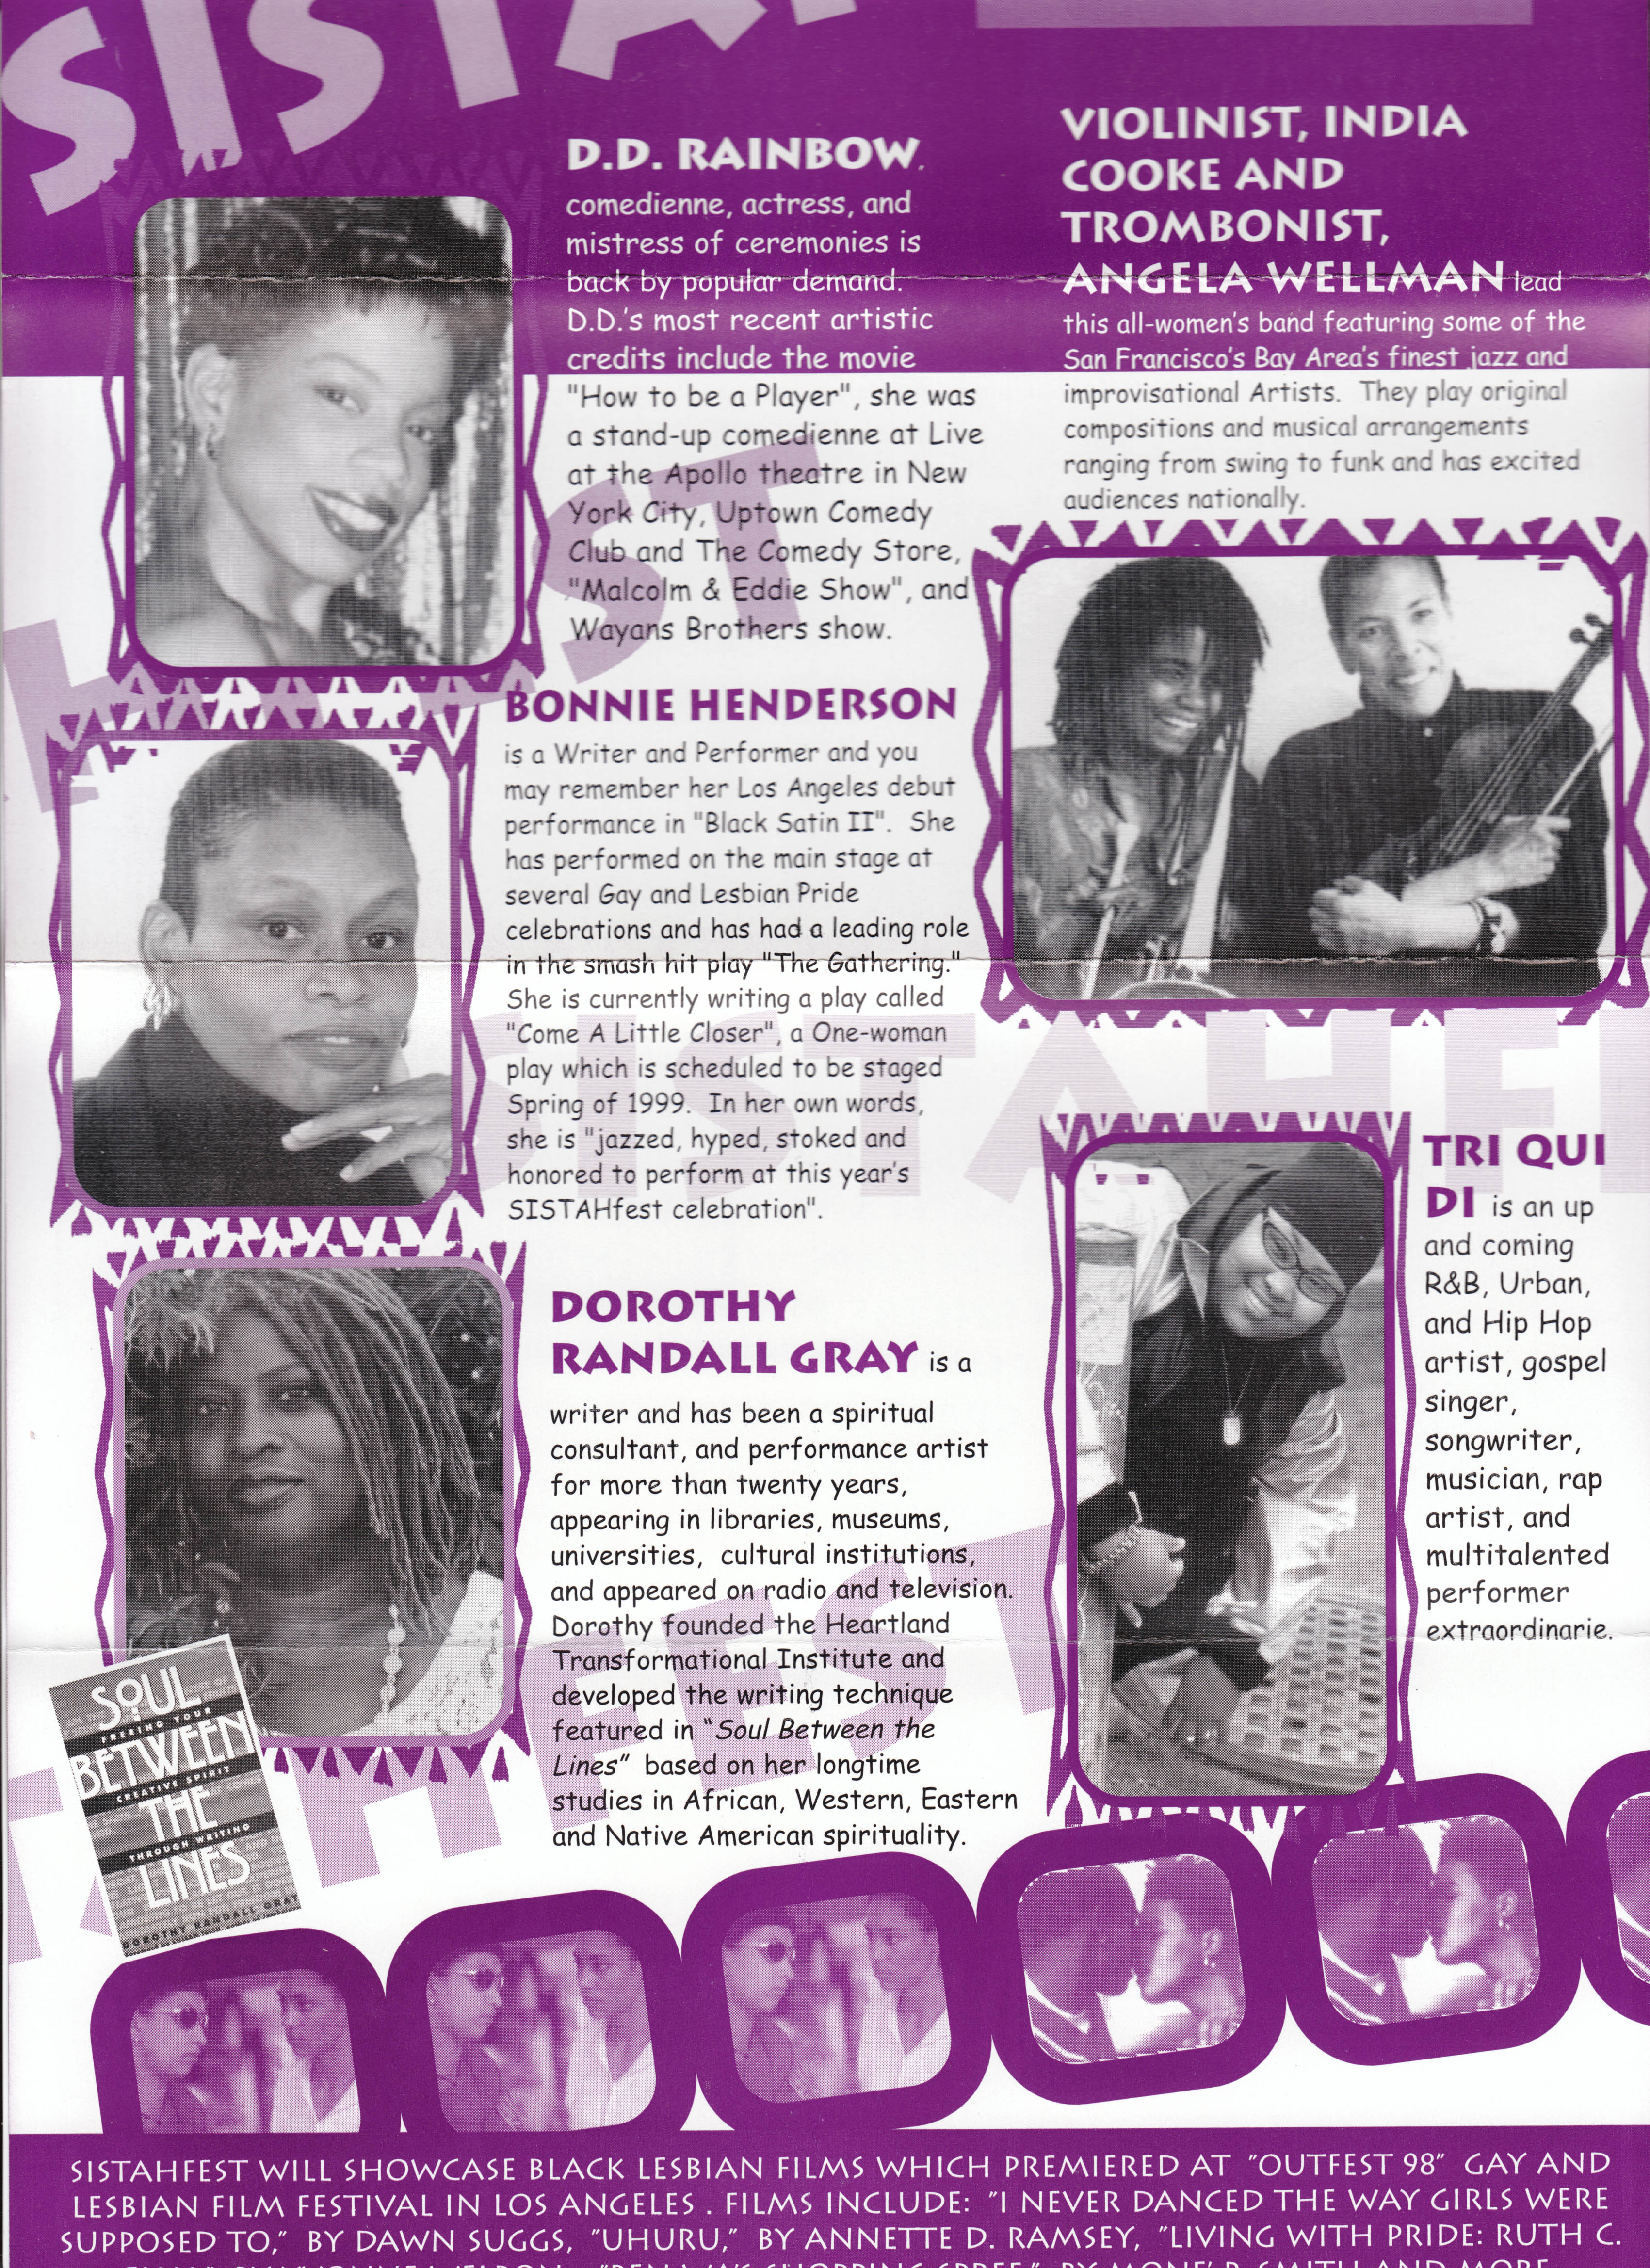 SISTAH
D.D. RAINBOW,
comedienne, actress, and
mistress of ceremonies is
back by popular demand.
D.D.'s most recent artistic
credits include the movie
"How to be a Player", she was
a stand-up comedienne at Live
at the Apollo theatre in New
York City, Uptown Comedy
Club and The Comedy Store,
"Malcolm & Eddie Show", and
Wayans Brothers show.
VIOLINIST, INDIA
COOKE AND
TROMBONIST,
ANGELA WELLMAN lead
this all-women's band featuring some of the
San Francisco's Bay Area's finest jazz and
improvisational Artists. They play original
compositions and musical arrangements
ranging from swing to funk and has excited
audiences nationally.
BONNIE HENDERSON
is a Writer and Performer and you
may remember her Los Angeles debut
performance in "Black Satin II". She
has performed on the main stage at
several Gay and Lesbian Pride
celebrations and has had a leading role
in the smash hit play "The Gathering."
She is currently writing a play called
"Come A Little Closer", a One-woman
play which is scheduled to be staged
Spring of 1999. In her own words,
she is "jazzed, hyped, stoked and
honored to perform at this year's
SISTAHfest celebration".
SISTAHFE
TRI QUI
DI is an up
and coming
R&B, Urban,
and Hip Hop
artist, gospel
singer,
songwriter,
musician, rap
artist, and
multitalented
performer
extraordinarie.
DOROTHY
RANDALL GRAY is a
writer and has been a spiritual
consultant, and performance artist
for more than twenty years,
appearing in libraries, museums,
universities, cultural institutions,
and appeared on radio and television.
Dorothy founded the Heartland
Transformational Institute and
developed the writing technique
featured in “Soul Between the
Lines” based on her longtime
studies in African, Western, Eastern
and Native American spirituality.
TAHFEST
SOUL
FREEING YOUR
BETWEEN
CREATIVE SPIRIT
THE
THROUGH WRITING
LINES
DOROTHY RANDALL GRAY
SISTAHFEST WILL SHOWCASE BLACK LESBIAN FILMS WHICH PREMIERED AT "OUTFEST 98" GAY AND
LESBIAN FILM FESTIVAL IN LOS ANGELES . FILMS INCLUDE: "I NEVER DANCED THE WAY GIRLS WERE
SUPPOSED TO," BY DAWN SUGGS, "UHURU," BY ANNETTE D. RAMSEY, "LIVING WITH PRIDE: RUTH C.